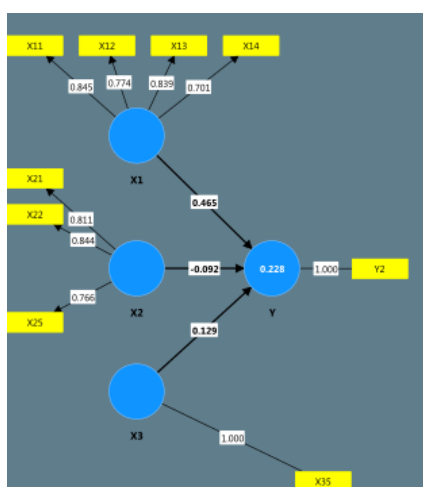 X11 X12 X13 X14
0.845 0.774 0.839 0.701
X1
X21
0.465
X22
0.811
0.844
-0.092 0.228 1.000 Y2
0.766
X2 Y
X25
0.129
X3
1.000
X35